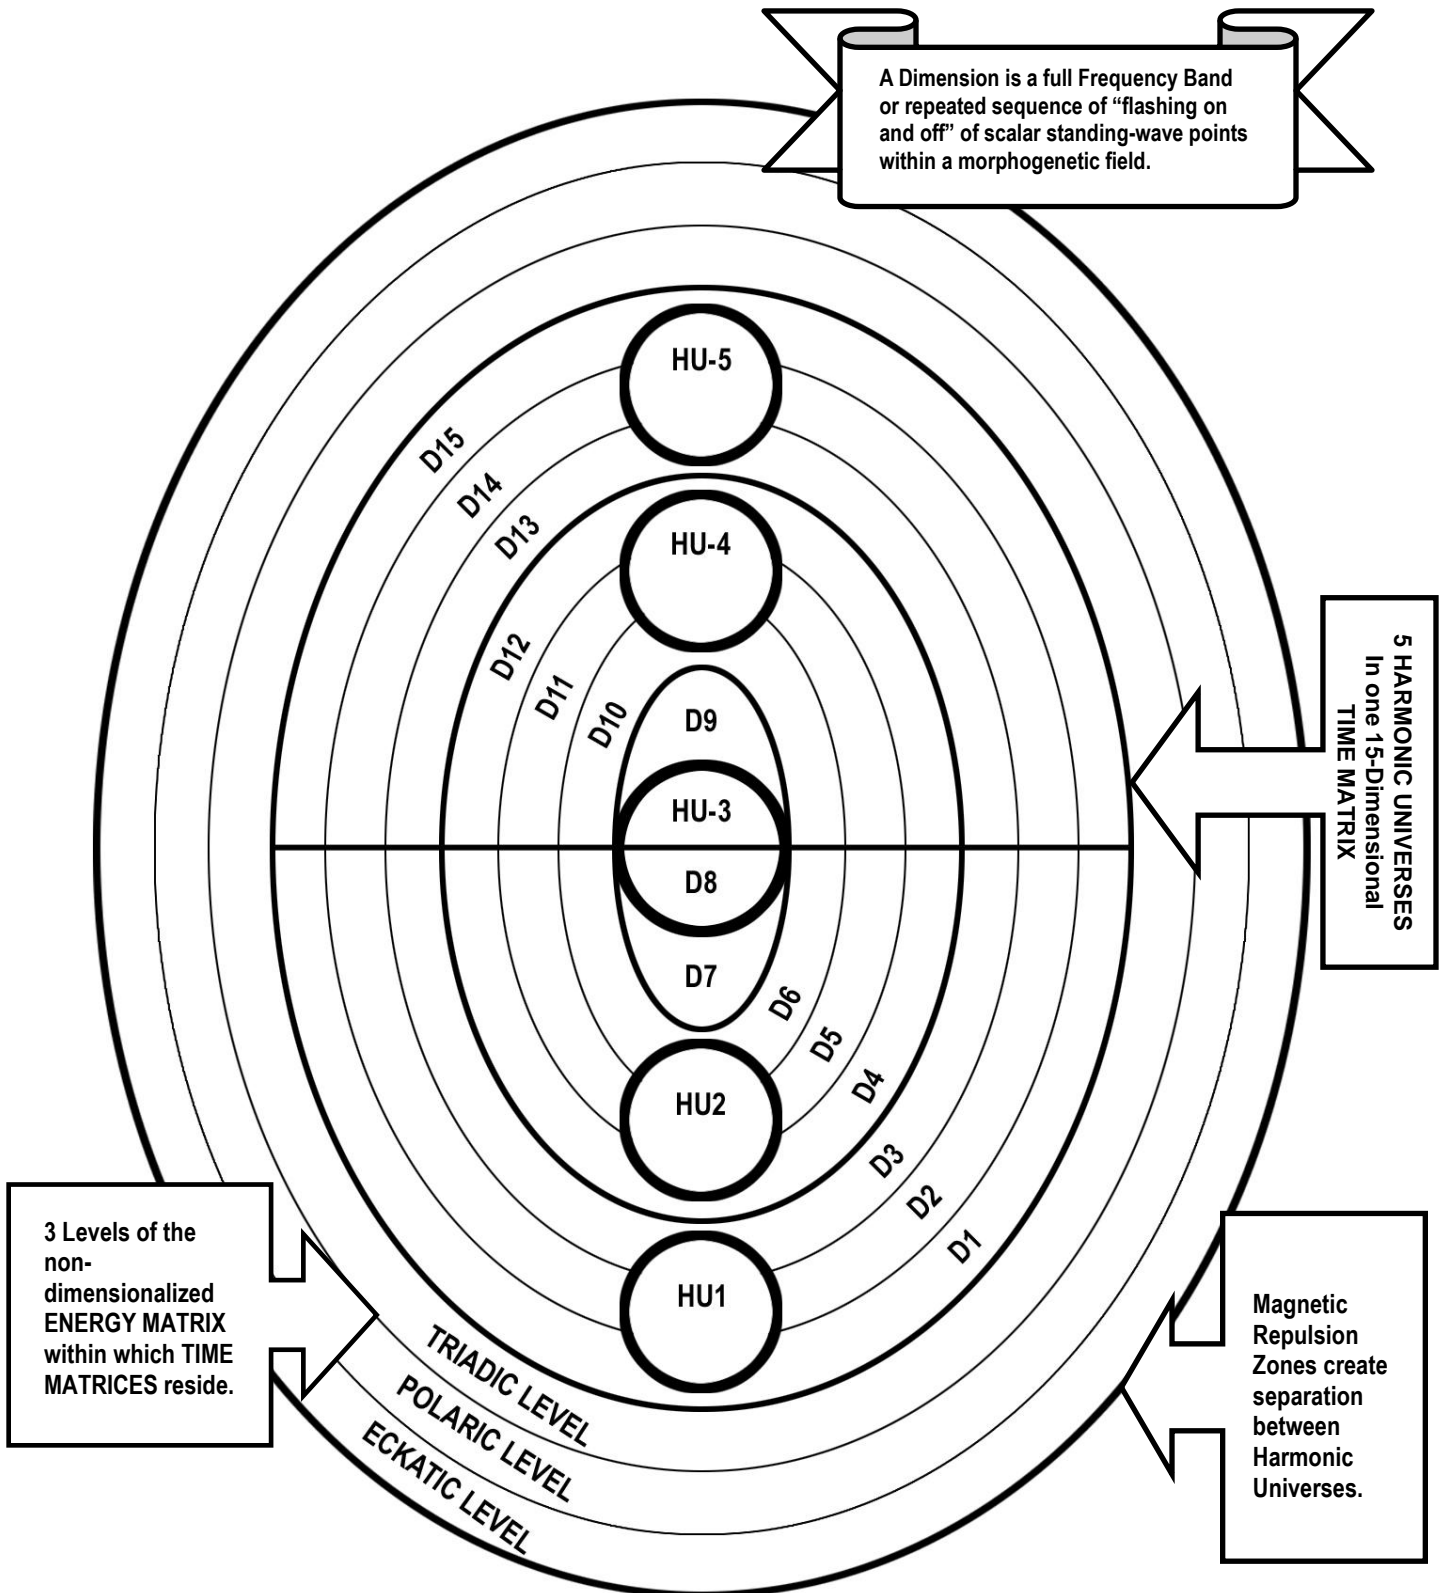 A Dimension is a full Frequency Band
or repeated sequence of “flashing on
and off” of scalar standing-wave points
within a morphogenetic field.
HU-5
D15
D14
D13
HU-4
D12
D11
D10
D9
HU-3
D8
D7
D6
D5
D4
HU2
D3
D2
D1
HU1
5 HARMONIC UNIVERSES
In one 15-Dimensional
TIME MATRIX
3 Levels of the
non-
dimensionalized
ENERGY MATRIX
within which TIME
MATRICES reside.
TRIADIC LEVEL
POLARIC LEVEL
ECKATIC LEVEL
Magnetic
Repulsion
Zones create
separation
between
Harmonic
Universes.